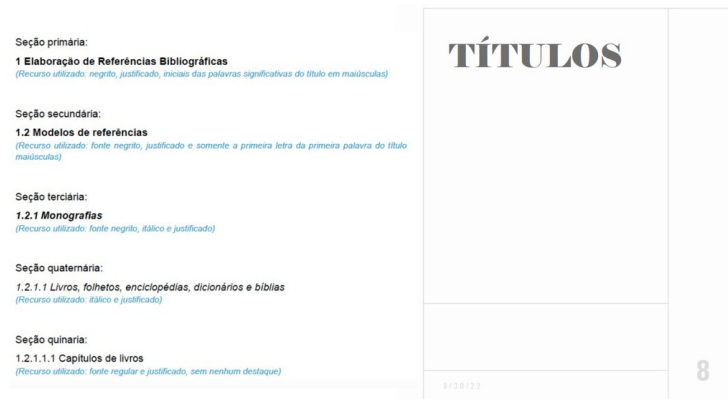 Seção primária:
1 Elaboração de Referências Bibliográficas
(Recurso utilizado: negrito, justificado, iniciais das palavras significativas do título em maiúsculas)
Seção secundária:
1.2 Modelos de referências
(Recurso utilizado: fonte negrito, justificado e somente a primeira letra da primeira palavra do título
maiúsculas)
Seção terciária:
1.2.1 Monografias
(Recurso utilizado: fonte negrito, itálico e justificado)
Seção quaternária:
1.2.1.1 Livros, folhetos, enciclopédias, dicionários e bíblias
(Recurso utilizado: itálico e justificado)
Seção quinaria:
1.2.1.1.1 Capítulos de livros
(Recurso utilizado: fonte regular e justificado, sem nenhum destaque)
TÍTULOS
8